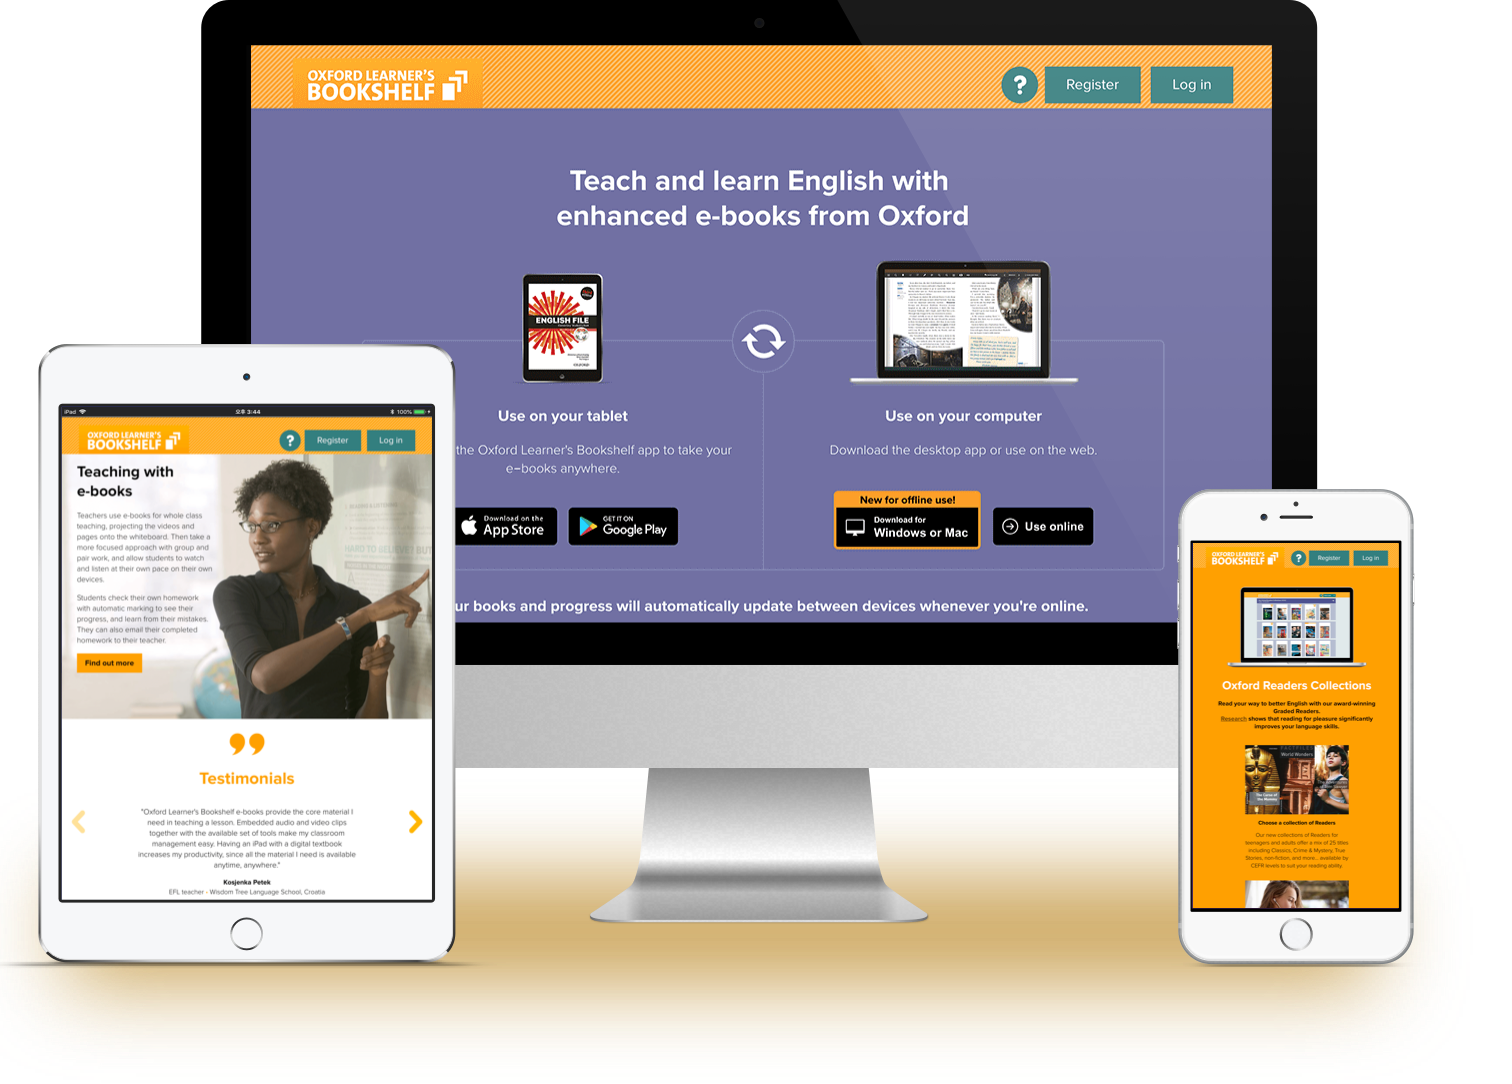 OXFORD LEARNER'S
BOOKSHELF
?
Register
Log in
Teach and learn English with
enhanced e-books from Oxford
ENGLISH FILE
OXFORD
Use on your tablet
the Oxford Learner's Bookshelf app to take your
e-books anywhere.
Download on the
App Store
GET IT ON
Google Play
Use on your computer
Download the desktop app or use on the web.
New for offline use!
Download for
Windows or Mac
Use online
ur books and progress will automatically update between devices whenever you're online.
iPad
오후 3:44
100%
OXFORD LEARNER'S
BOOKSHELF
?
Register
Log in
Teaching with
e-books
Teachers use e-books for whole class
teaching, projecting the videos and
pages onto the whiteboard. Then take a
more focused approach with group and
pair work, and allow students to watch
and listen at their own pace on their own
devices.
Students check their own homework
with automatic marking to see their
progress, and learn from their mistakes.
They can also email their completed
homework to their teacher.
Find out more
HARD TO BELIEVE! BUT
Testimonials
"Oxford Learner's Bookshelf e-books provide the core material I
need in teaching a lesson. Embedded audio and video clips
together with the available set of tools make my classroom
management easy. Having an iPad with a digital textbook
increases my productivity, since all the material I need is available
anytime, anywhere."
Kosjenka Petek
EFL teacher • Wisdom Tree Language School, Croatia
OXFORD LEARNER'S
BOOKSHELF
?
Register
Log in
Oxford Readers Collections
Read your way to better English with our award-winning
Graded Readers.
Research shows that reading for pleasure significantly
improves your language skills.
World Wonders
The Curse of
the Mummy
Choose a collection of Readers
Our new collections of Readers for
teenagers and adults offer a mix of 25 titles
including Classics, Crime & Mystery, True
Stories, non-fiction, and more... available by
CEFR levels to suit your reading ability.